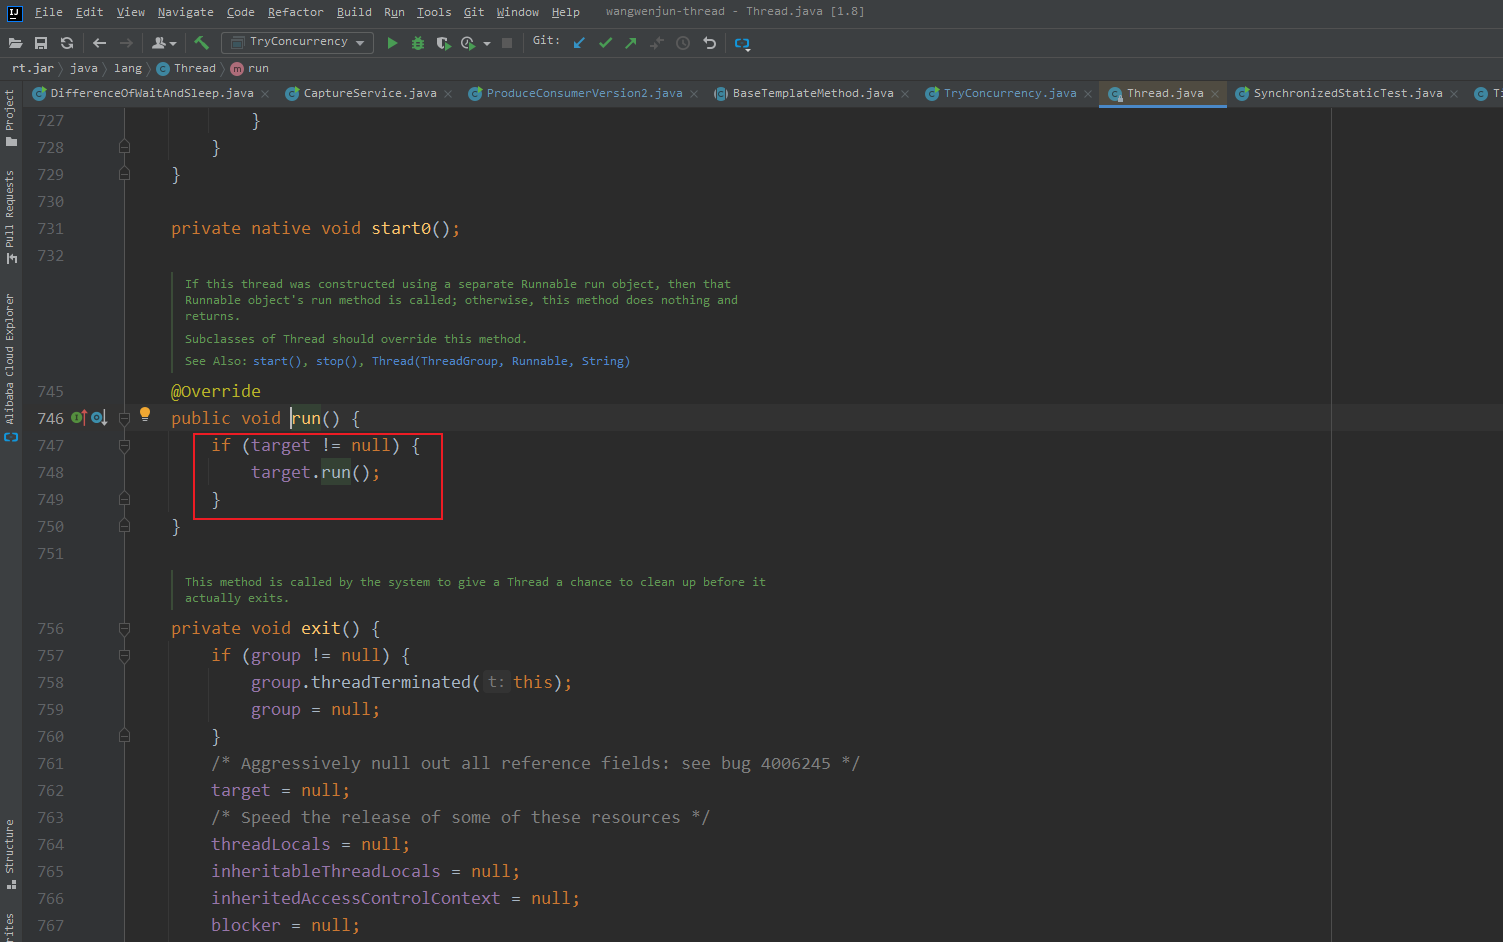 File Edit View Navigate Code Refactor Build Run Tools Git Window Help wangwenjun-thread - Thread.java [1.8]
TryConcurrency Git:
rt.jar java lang Thread run
DifferenceOfWaitAndSleep.java CaptureService.java ProduceConsumerVersion2.java BaseTemplateMethod.java TryConcurrency.java Thread.java SynchronizedStaticTest.java
Project
Pull Requests
Alibaba Cloud Explorer
Structure
727 }
728 }
729 }
730
731 private native void start0();
732
If this thread was constructed using a separate Runnable run object, then that
Runnable object's run method is called; otherwise, this method does nothing and
returns.
Subclasses of Thread should override this method.
See Also: start(), stop(), Thread(ThreadGroup, Runnable, String)
745 @Override
746 public void run() {
747 if (target != null) {
748 target.run();
749 }
750 }
751
This method is called by the system to give a Thread a chance to clean up before it
actually exits.
756 private void exit() {
757 if (group != null) {
758 group.threadTerminated( t: this);
759 group = null;
760 }
761 /* Aggressively null out all reference fields: see bug 4006245 */
762 target = null;
763 /* Speed the release of some of these resources */
764 threadLocals = null;
765 inheritableThreadLocals = null;
766 inheritedAccessControlContext = null;
767 blocker = null;